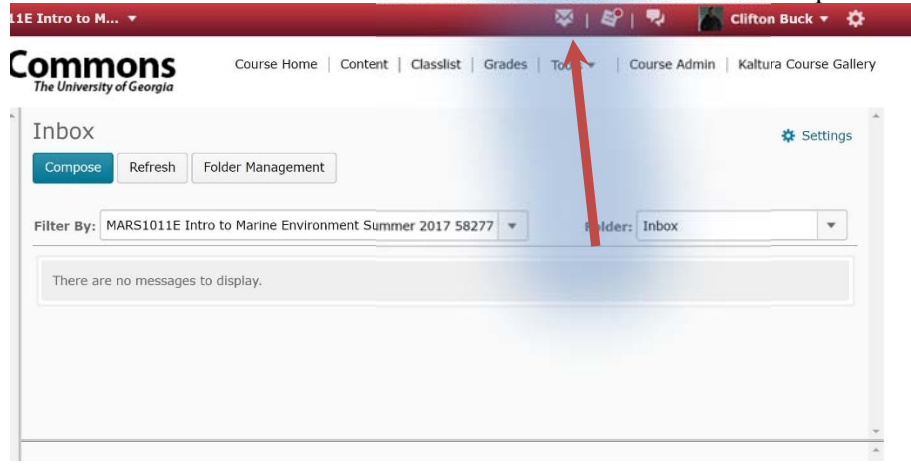 11E Intro to M...
Clifton Buck
Commons
The University of Georgia
Course Home | Content | Classlist | Grades | Tools | Course Admin | Kaltura Course Gallery
Inbox
Settings
Compose Refresh Folder Management
Filter By: MARS1011E Intro to Marine Environment Summer 2017 58277 Folder: Inbox
There are no messages to display.